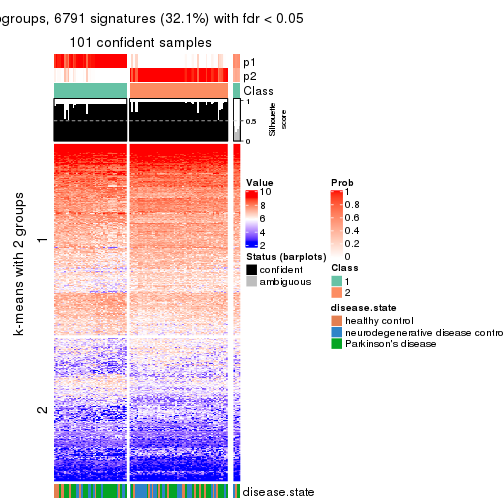 groups, 6791 signatures (32.1%) with fdr < 0.05
101 confident samples
p1
p2
Class
1
0.5
0
Silhouette
score
k-means with 2 groups
1
2
Value
10
8
6
4
2
Status (barplots)
confident
ambiguous
Prob
1
0.8
0.6
0.4
0.2
0
Class
1
2
disease.state
healthy control
neurodegenerative disease contro
Parkinson's disease
disease.state